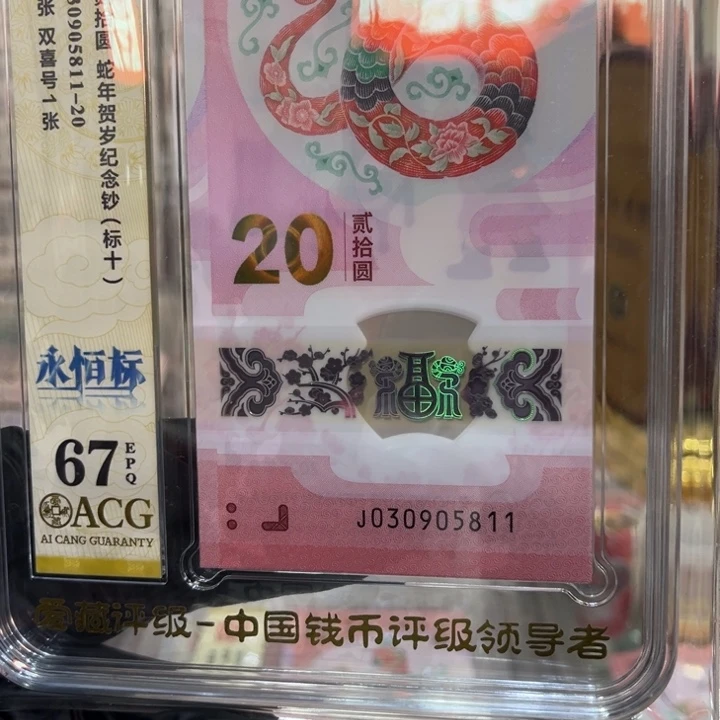 贰拾圆 蛇年贺岁纪念钞(标十)
30905811-20
张 双喜号1张
永恒标
67
EPQ
ACG
AI CANG GUARANTY
20
贰拾圆
福
J030905811
爱藏评级-中国钱币评级领导者